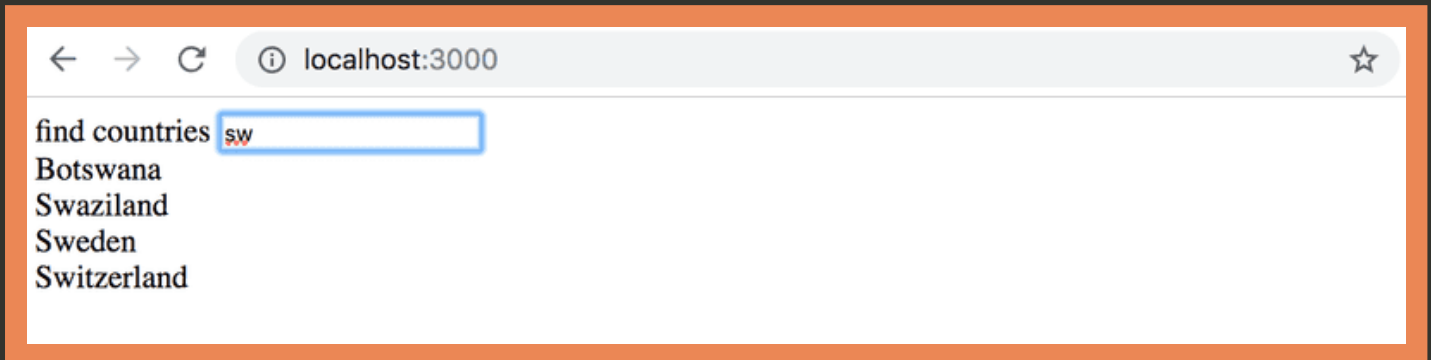 localhost:3000
find countries sw
Botswana
Swaziland
Sweden
Switzerland